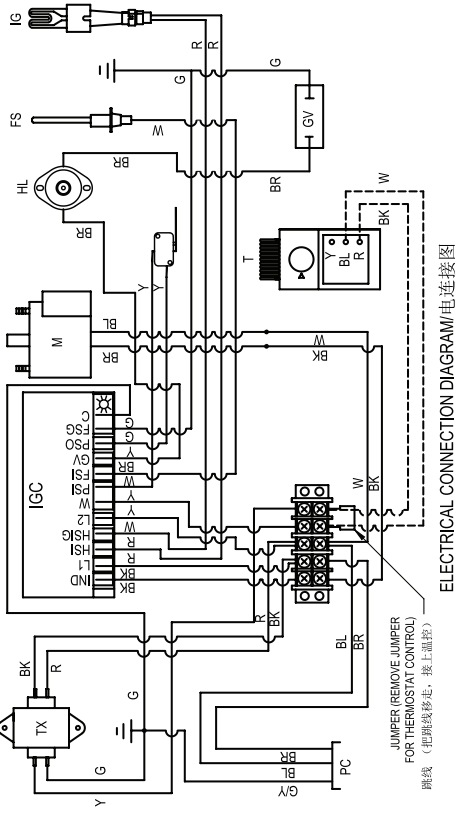 TX
BK
R
Y
G
G
IGC
IND
L1
HSI
HSIG
L2
W
PSI
FSI
GV
PSO
FSG
C
BK
BK
R
R
W
Y
Y
W
BR
Y
G
G
M
BR
BL
HL
BR
BR
FS
W
IG
R
R
G
G
GV
BR
Y
Y
T
Y
BL
R
W
BK
BK
W
W
BK
R
BK
BL
BR
G/Y
BL
BR
PC
JUMPER (REMOVE JUMPER
FOR THERMOSTAT CONTROL)
跳线 （把跳线移走，接上温控）
ELECTRICAL CONNECTION DIAGRAM/电连接图